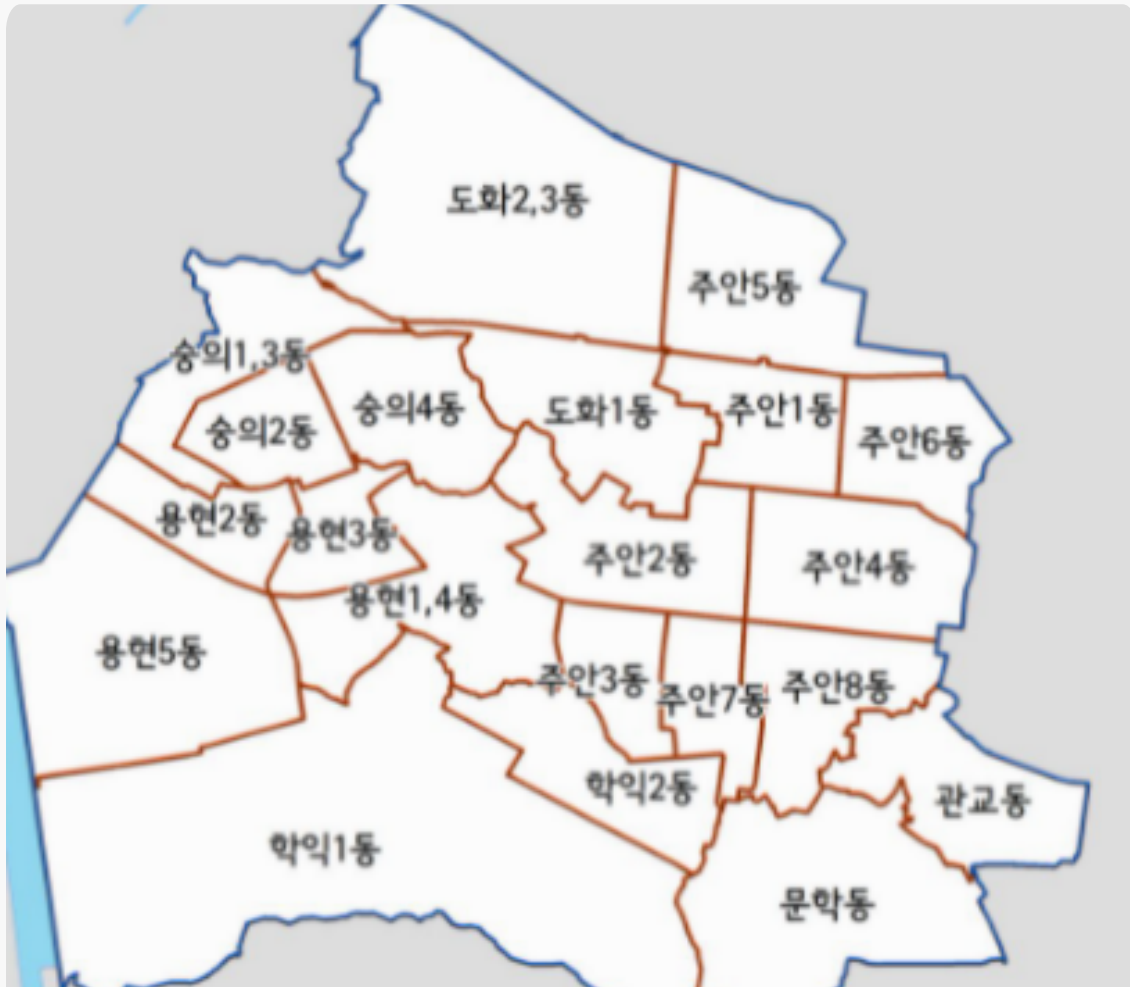 도화2,3동
주안5동
숭의1,3동
숭의4동
도화1동
주안1동
숭의2동
주안6동
용현2동
용현3동
주안2동
주안4동
용현1,4동
용현5동
주안3동
주안7동
주안8동
학익2동
관교동
학익1동
문학동